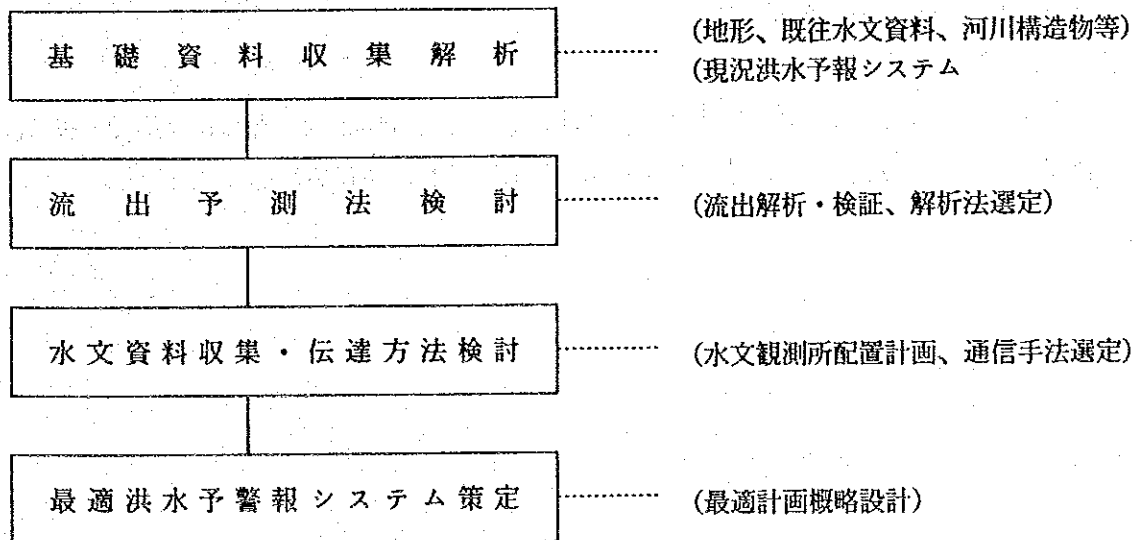 基礎資料収集解析
(地形、既往水文資料、河川構造物等)
(現況洪水予報システム
流出予測法検討
(流出解析・検証、解析法選定)
水文資料収集・伝達方法検討
(水文観測所配置計画、通信手法選定)
最適洪水予警報システム策定
(最適計画概略設計)